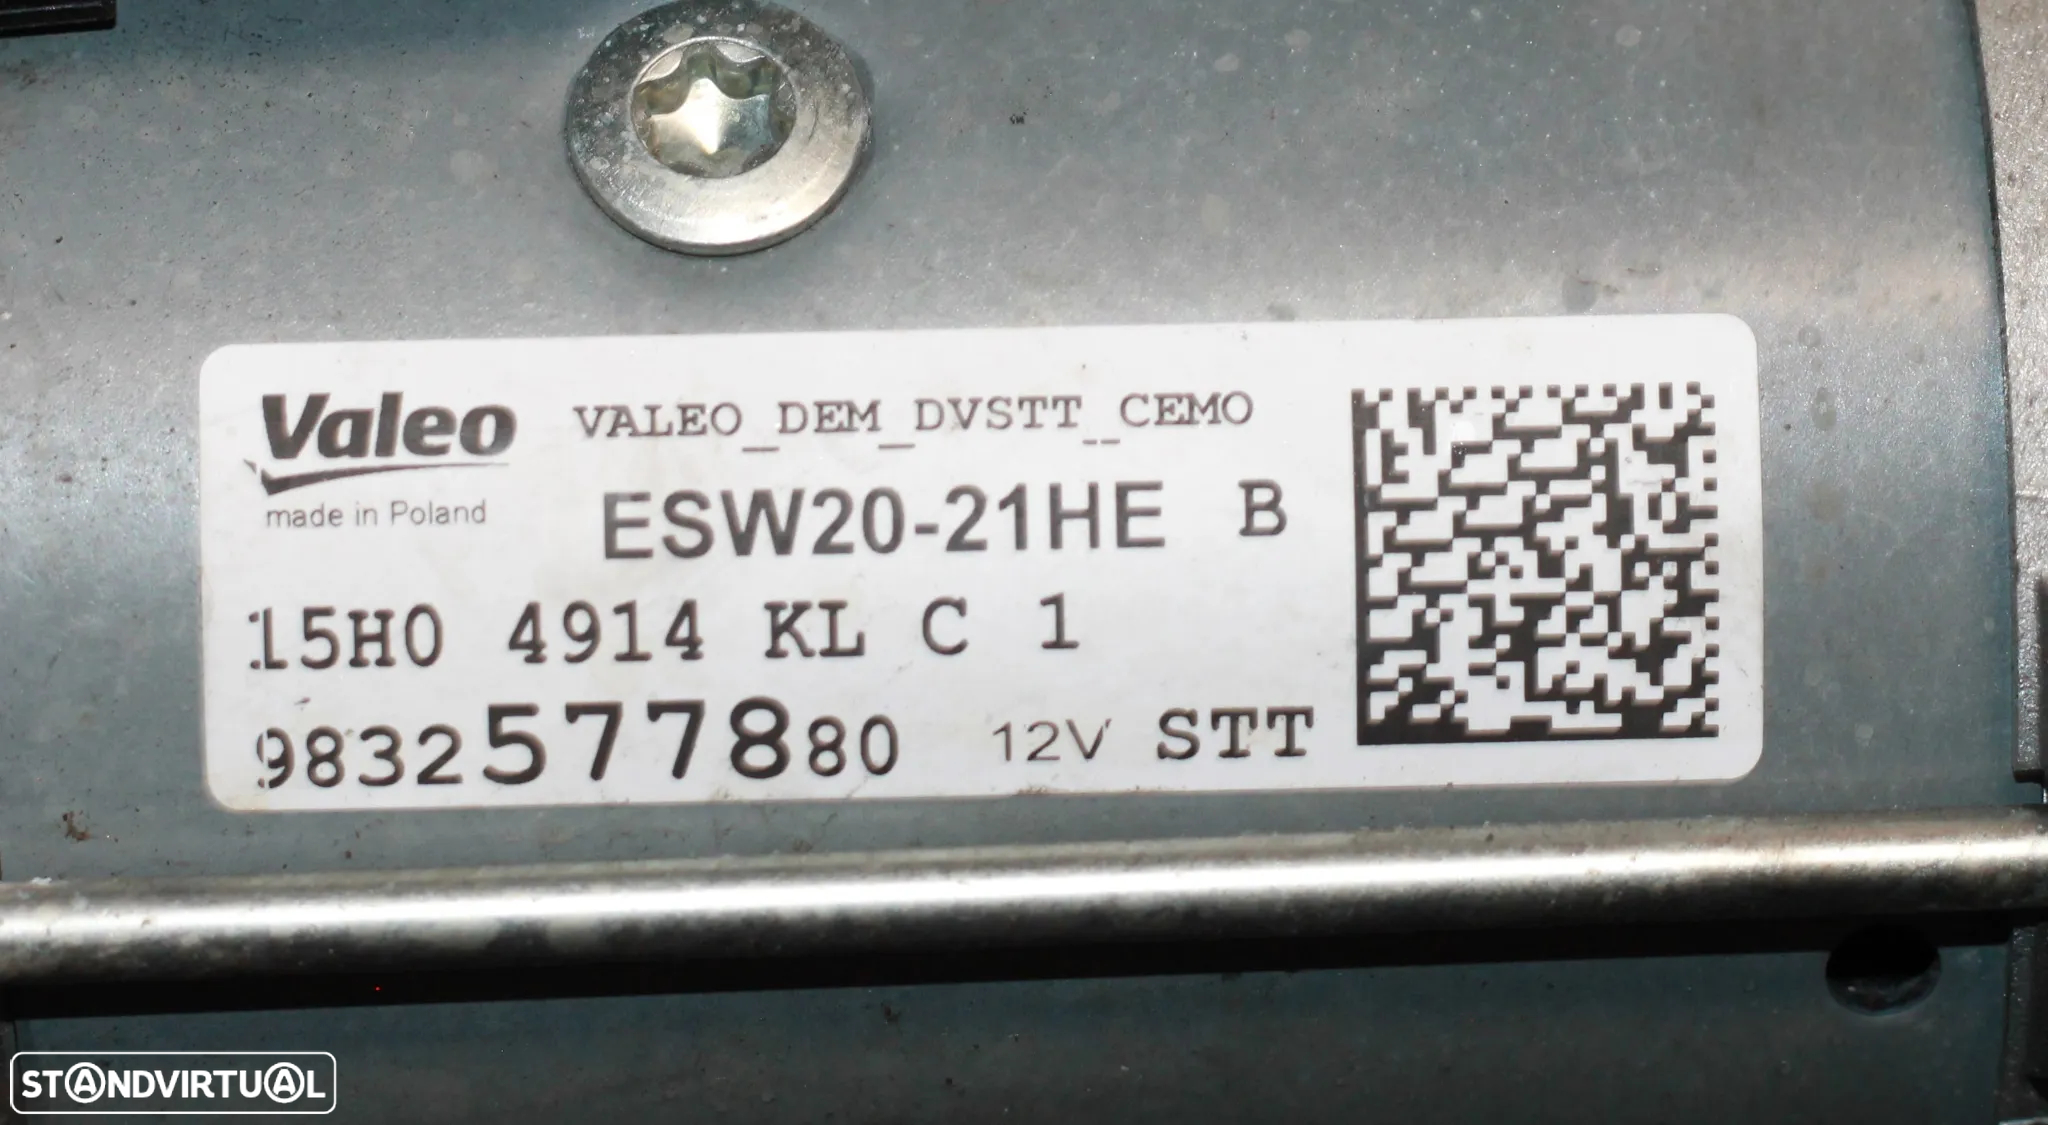 Valeo
made in Poland
VALEO_DEM_DVSTT_CEMO
ESW20-21HE B
15H0 4914 KL C 1
9832577880 12V STT
STANDVIRTUAL